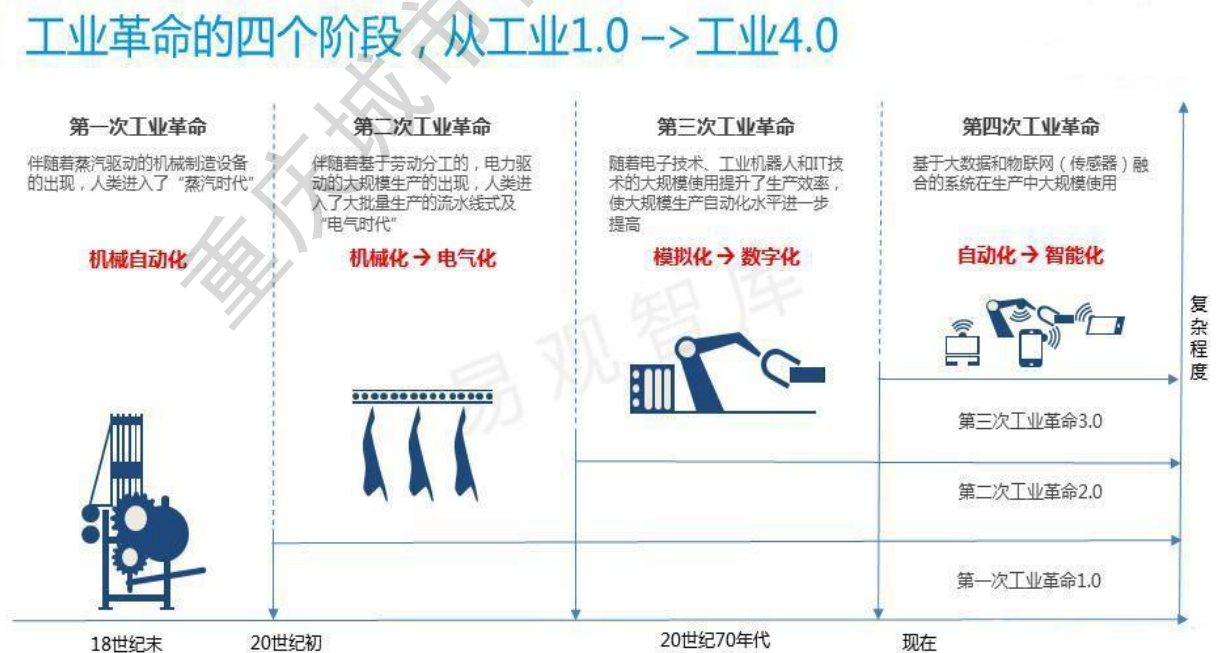 工业革命的四个阶段，从工业1.0 –>工业4.0
第一次工业革命
伴随着蒸汽驱动的机械制造设备
的出现，人类进入了“蒸汽时代”
机械自动化
第二次工业革命
伴随着基于劳动分工的，电力驱
动的大规模生产的出现，人类进
入了大批量生产的流水线式及
“电气时代”
机械化→电气化
第三次工业革命
随着电子技术、工业机器人和IT技
术的大规模使用提升了生产效率，
使大规模生产自动化水平进一步
提高
模拟化→数字化
第四次工业革命
基于大数据和物联网（传感器）融
合的系统在生产中大规模使用
自动化→智能化
复杂程度
第三次工业革命3.0
第二次工业革命2.0
第一次工业革命1.0
18世纪末
20世纪初
20世纪70年代
现在
易观智库
重庆城市